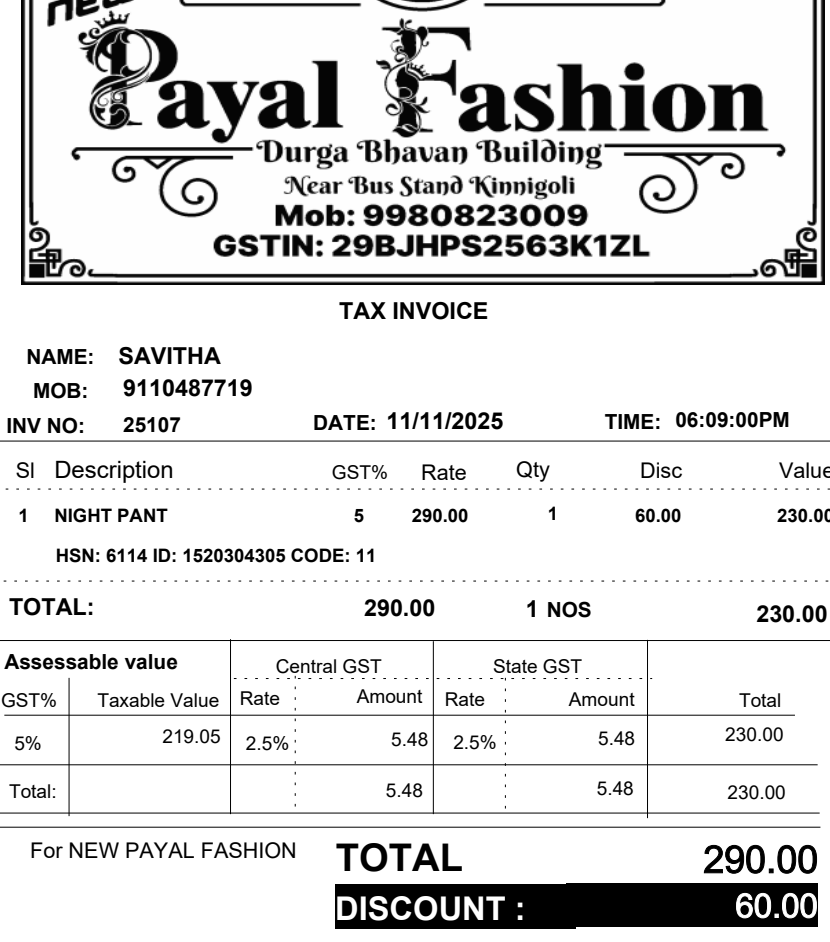 NEW
Payal Fashion
Durga Bhavan Building
Near Bus Stand Kinnigoli
Mob: 9980823009
GSTIN: 29BJHPS2563K1ZL
TAX INVOICE
NAME: SAVITHA
MOB: 9110487719
INV NO: 25107 DATE: 11/11/2025 TIME: 06:09:00PM
Sl Description GST% Rate Qty Disc Value
1 NIGHT PANT 5 290.00 1 60.00 230.00
HSN: 6114 ID: 1520304305 CODE: 11
TOTAL: 290.00 1 NOS 230.00
Assessable value Central GST State GST
GST% Taxable Value Rate Amount Rate Amount Total
5% 219.05 2.5% 5.48 2.5% 5.48 230.00
Total: 5.48 5.48 230.00
For NEW PAYAL FASHION TOTAL 290.00
DISCOUNT : 60.00